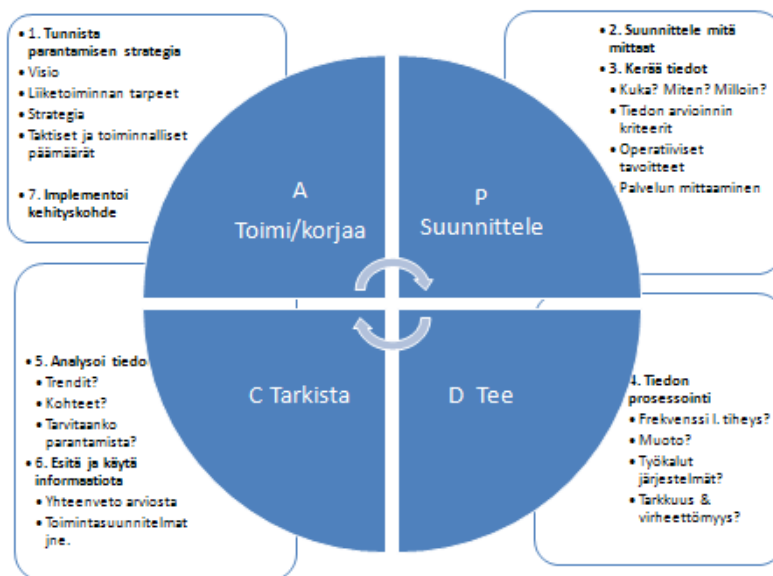 • 1. Tunnista
parantamisen strategia
• Visio
• Liiketoiminnan tarpeet
• Strategia
• Taktiset ja toiminnalliset
päämäärät
• 7. Implementoi
kehityskohde
• 2. Suunnittele mitä
mittaat
• 3. Kerää tiedot
• Kuka? Miten? Milloin?
• Tiedon arvioinnin
kriteerit
• Operatiiviset
tavoitteet
• Palvelun mittaaminen
A
Toimi/korjaa
P
Suunnittele
• 5. Analysoi tiedo
• Trendit?
• Kohteet?
• Tarvitaanko
parantamista?
• 6. Esitä ja käytä
informaatiota
• Yhteenveto arviosta
• Toimintasuunnitelmat
jne.
C Tarkista
D Tee
4. Tiedon
prosessointi
• Frekvenssi l. tiheys?
• Muoto?
• Työkalut
järjestelmät?
• Tarkkuus &
virheettömyys?